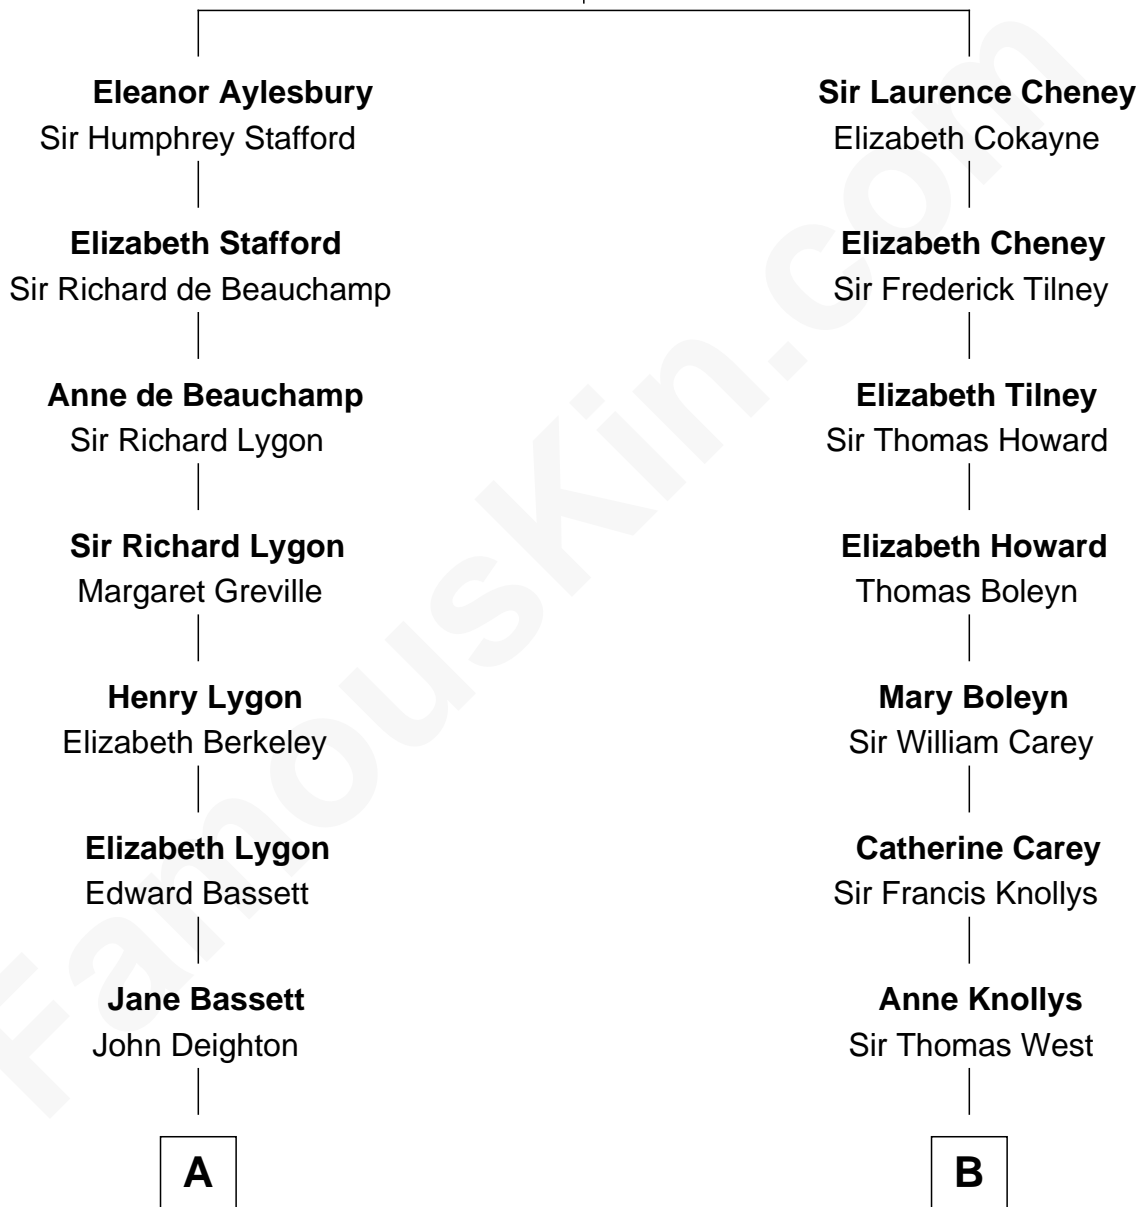 Eleanor Aylesbury
Sir Humphrey Stafford
Elizabeth Stafford
Sir Richard de Beauchamp
Anne de Beauchamp
Sir Richard Lygon
Sir Richard Lygon
Margaret Greville
Henry Lygon
Elizabeth Berkeley
Elizabeth Lygon
Edward Bassett
Jane Bassett
John Deighton
A
Sir Laurence Cheney
Elizabeth Cokayne
Elizabeth Cheney
Sir Frederick Tilney
Elizabeth Tilney
Sir Thomas Howard
Elizabeth Howard
Thomas Boleyn
Mary Boleyn
Sir William Carey
Catherine Carey
Sir Francis Knollys
Anne Knollys
Sir Thomas West
B
FamousKin.com